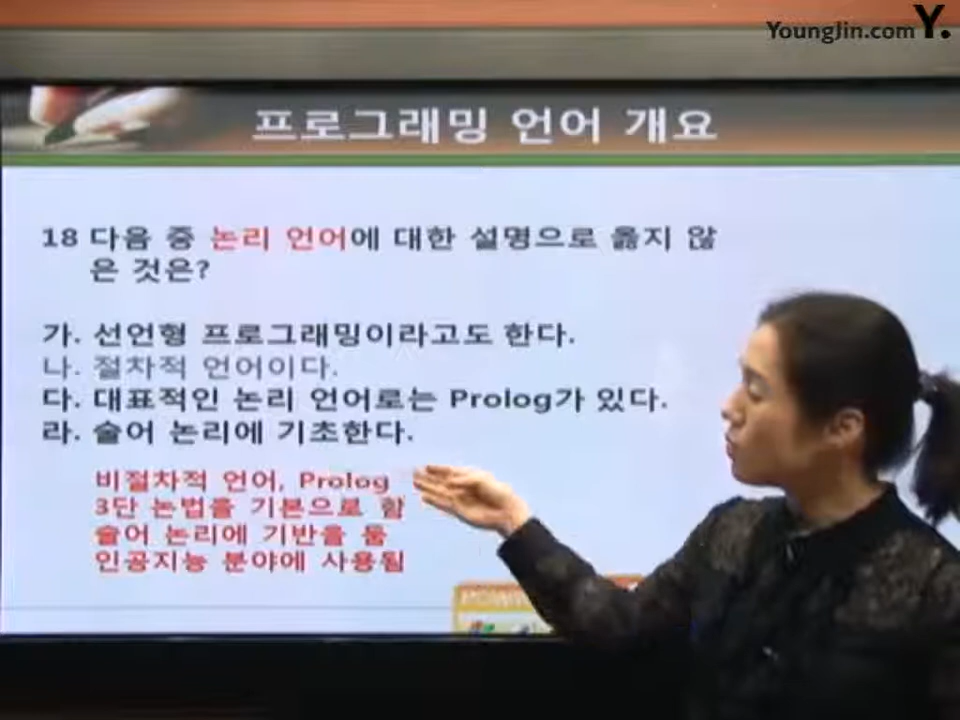 YoungJin.com Y.
프로그래밍 언어 개요
18 다음 중 논리 언어에 대한 설명으로 옳지 않
은 것은?
가. 선언형 프로그래밍이라고도 한다.
나. 절차적 언어이다.
다. 대표적인 논리 언어로는 Prolog가 있다.
라. 술어 논리에 기초한다.
비절차적 언어, Prolog
3단 논법을 기본으로 함
술어 논리에 기반을 둠
인공지능 분야에 사용됨